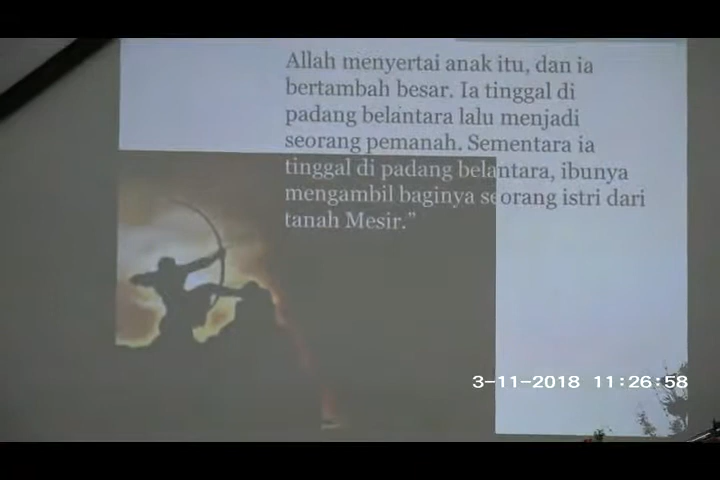 Allah menyertai anak itu, dan ia
bertambah besar. Ia tinggal di
padang belantara lalu menjadi
seorang pemanah. Sementara ia
tinggal di padang belantara, ibunya
mengambil baginya seorang istri dari
tanah Mesir.”
3-11-2018 11:26:58